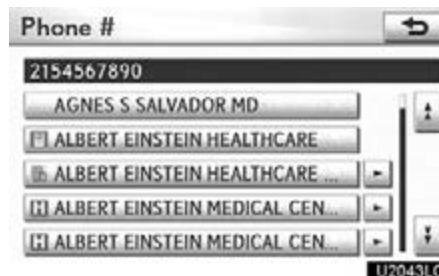 Phone #
2154567890
AGNES S SALVADOR MD
ALBERT EINSTEIN HEALTHCARE
ALBERT EINSTEIN HEALTHCARE ...
ALBERT EINSTEIN MEDICAL CEN...
ALBERT EINSTEIN MEDICAL CEN...